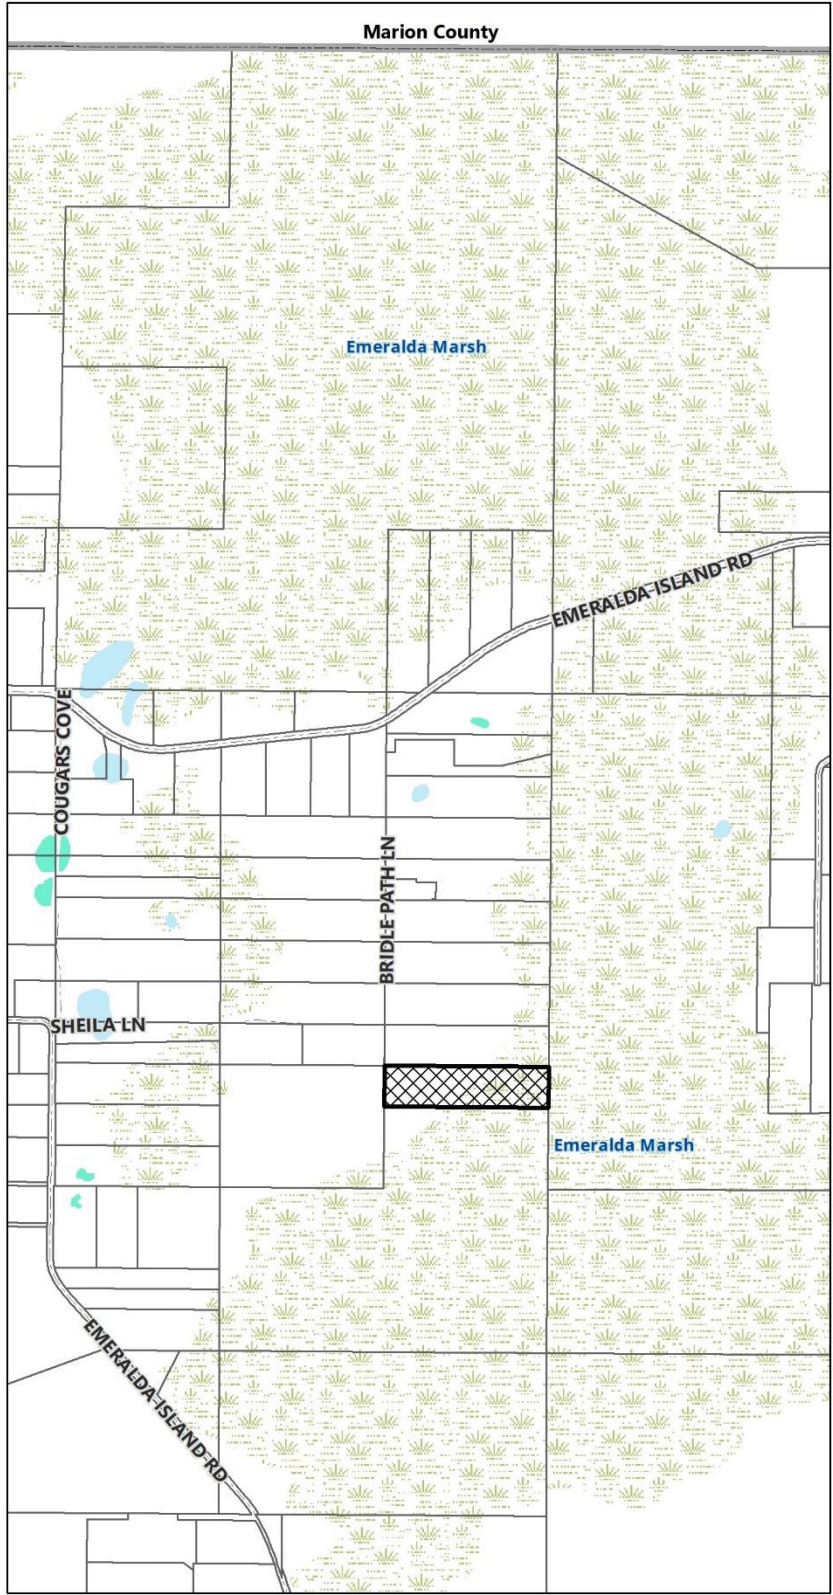 Marion County
Emeralda Marsh
EMERALDA ISLAND RD
COUGARS COVE
BRIDLE PATH LN
SHEILA LN
Emeralda Marsh
EMERALDA ISLAND RD